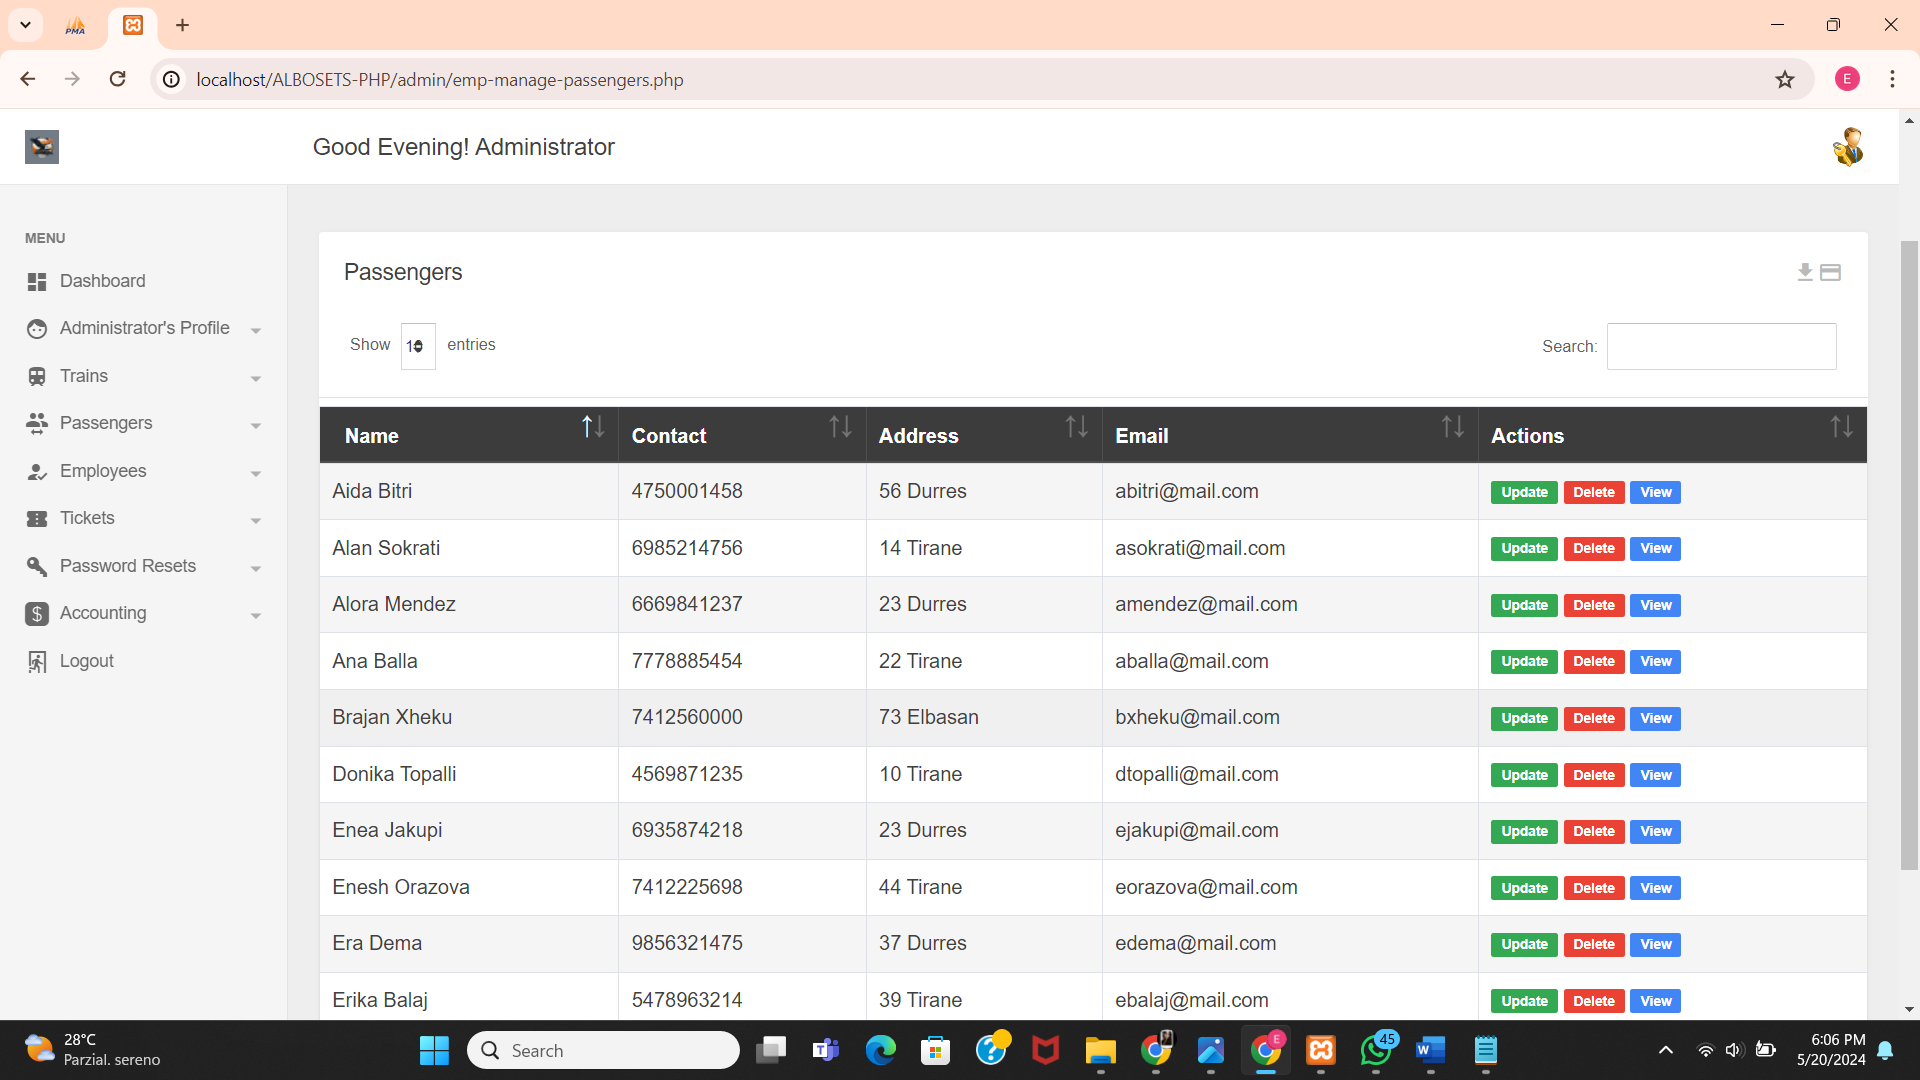 PMA
localhost/ALBOSETS-PHP/admin/emp-manage-passengers.php
E
Good Evening! Administrator
MENU
Dashboard
Administrator's Profile
Trains
Passengers
Employees
Tickets
Password Resets
Accounting
Logout
Passengers
Show entries
Search:
Name Contact Address Email Actions
Aida Bitri 4750001458 56 Durres abitri@mail.com Update Delete View
Alan Sokrati 6985214756 14 Tirane asokrati@mail.com Update Delete View
Alora Mendez 6669841237 23 Durres amendez@mail.com Update Delete View
Ana Balla 7778885454 22 Tirane aballa@mail.com Update Delete View
Brajan Xheku 7412560000 73 Elbasan bxheku@mail.com Update Delete View
Donika Topalli 4569871235 10 Tirane dtopalli@mail.com Update Delete View
Enea Jakupi 6935874218 23 Durres ejakupi@mail.com Update Delete View
Enesh Orazova 7412225698 44 Tirane eorazova@mail.com Update Delete View
Era Dema 9856321475 37 Durres edema@mail.com Update Delete View
Erika Balaj 5478963214 39 Tirane ebalaj@mail.com Update Delete View
28°C
Parzial. sereno
Search
45
6:06 PM
5/20/2024